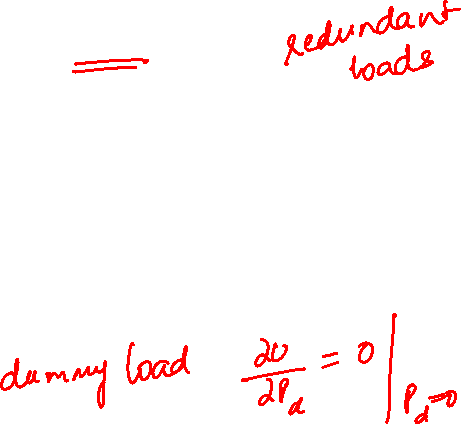 redundant
loads
dummy load ∂U/∂P_d = 0 |_{P_d=0}